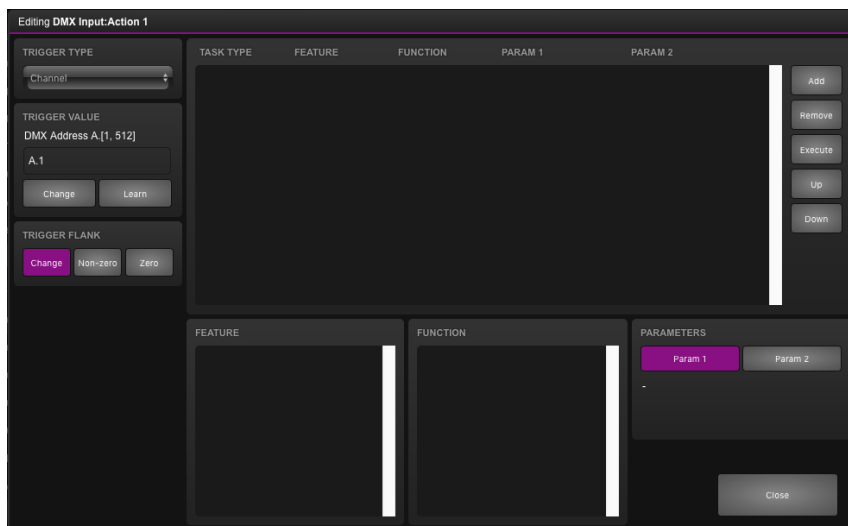 Editing DMX Input:Action 1
TRIGGER TYPE
Channel
TRIGGER VALUE
DMX Address A.[1, 512]
A.1
Change Learn
TRIGGER FLANK
Change Non-zero Zero
TASK TYPE FEATURE FUNCTION PARAM 1 PARAM 2
Add
Remove
Execute
Up
Down
FEATURE
FUNCTION
PARAMETERS
Param 1 Param 2
-
Close